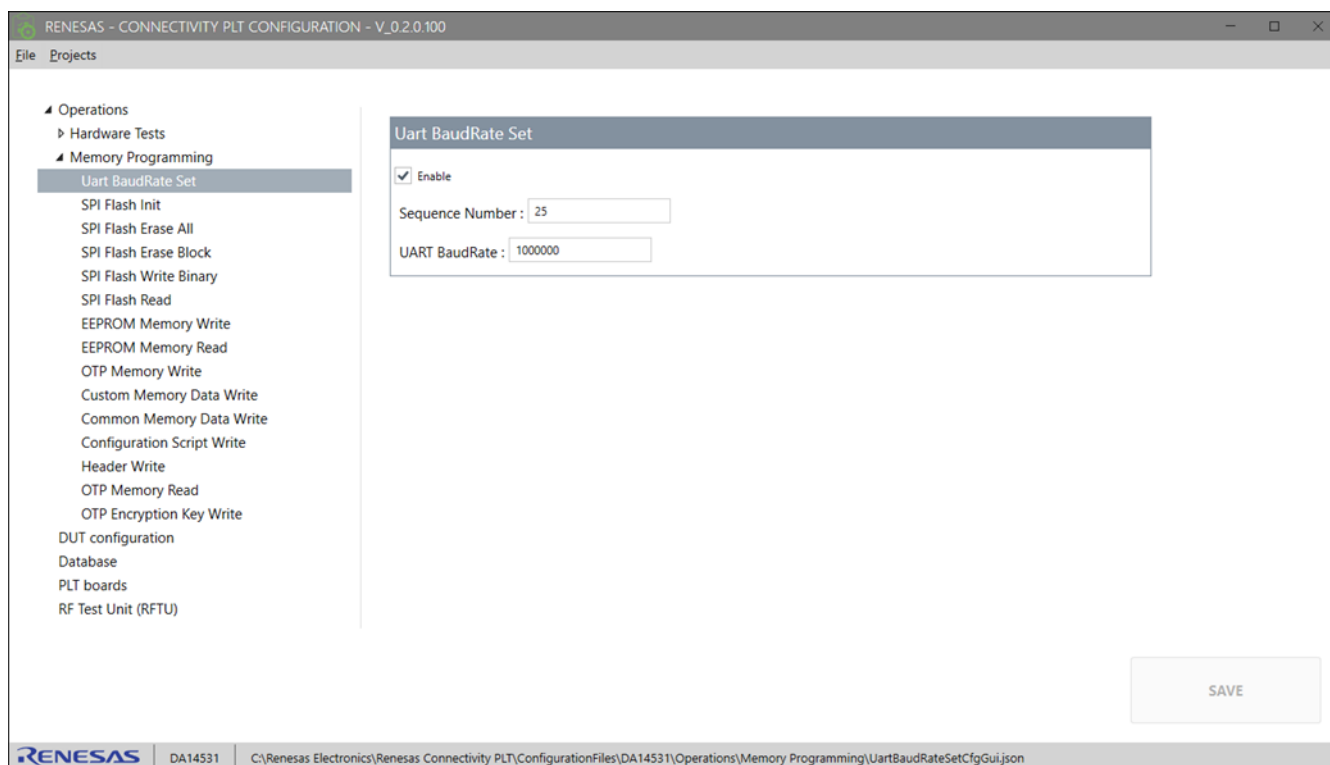 RENESAS - CONNECTIVITY PLT CONFIGURATION - V_0.2.0.100
File Projects
Operations
Hardware Tests
Memory Programming
Uart BaudRate Set
SPI Flash Init
SPI Flash Erase All
SPI Flash Erase Block
SPI Flash Write Binary
SPI Flash Read
EEPROM Memory Write
EEPROM Memory Read
OTP Memory Write
Custom Memory Data Write
Common Memory Data Write
Configuration Script Write
Header Write
OTP Memory Read
OTP Encryption Key Write
DUT configuration
Database
PLT boards
RF Test Unit (RFTU)
Uart BaudRate Set
Enable
Sequence Number : 25
UART BaudRate : 1000000
SAVE
RENESAS DA14531 C:\Renesas Electronics\Renesas Connectivity PLT\ConfigurationFiles\DA14531\Operations\Memory Programming\UartBaudRateSetCfgGui.json